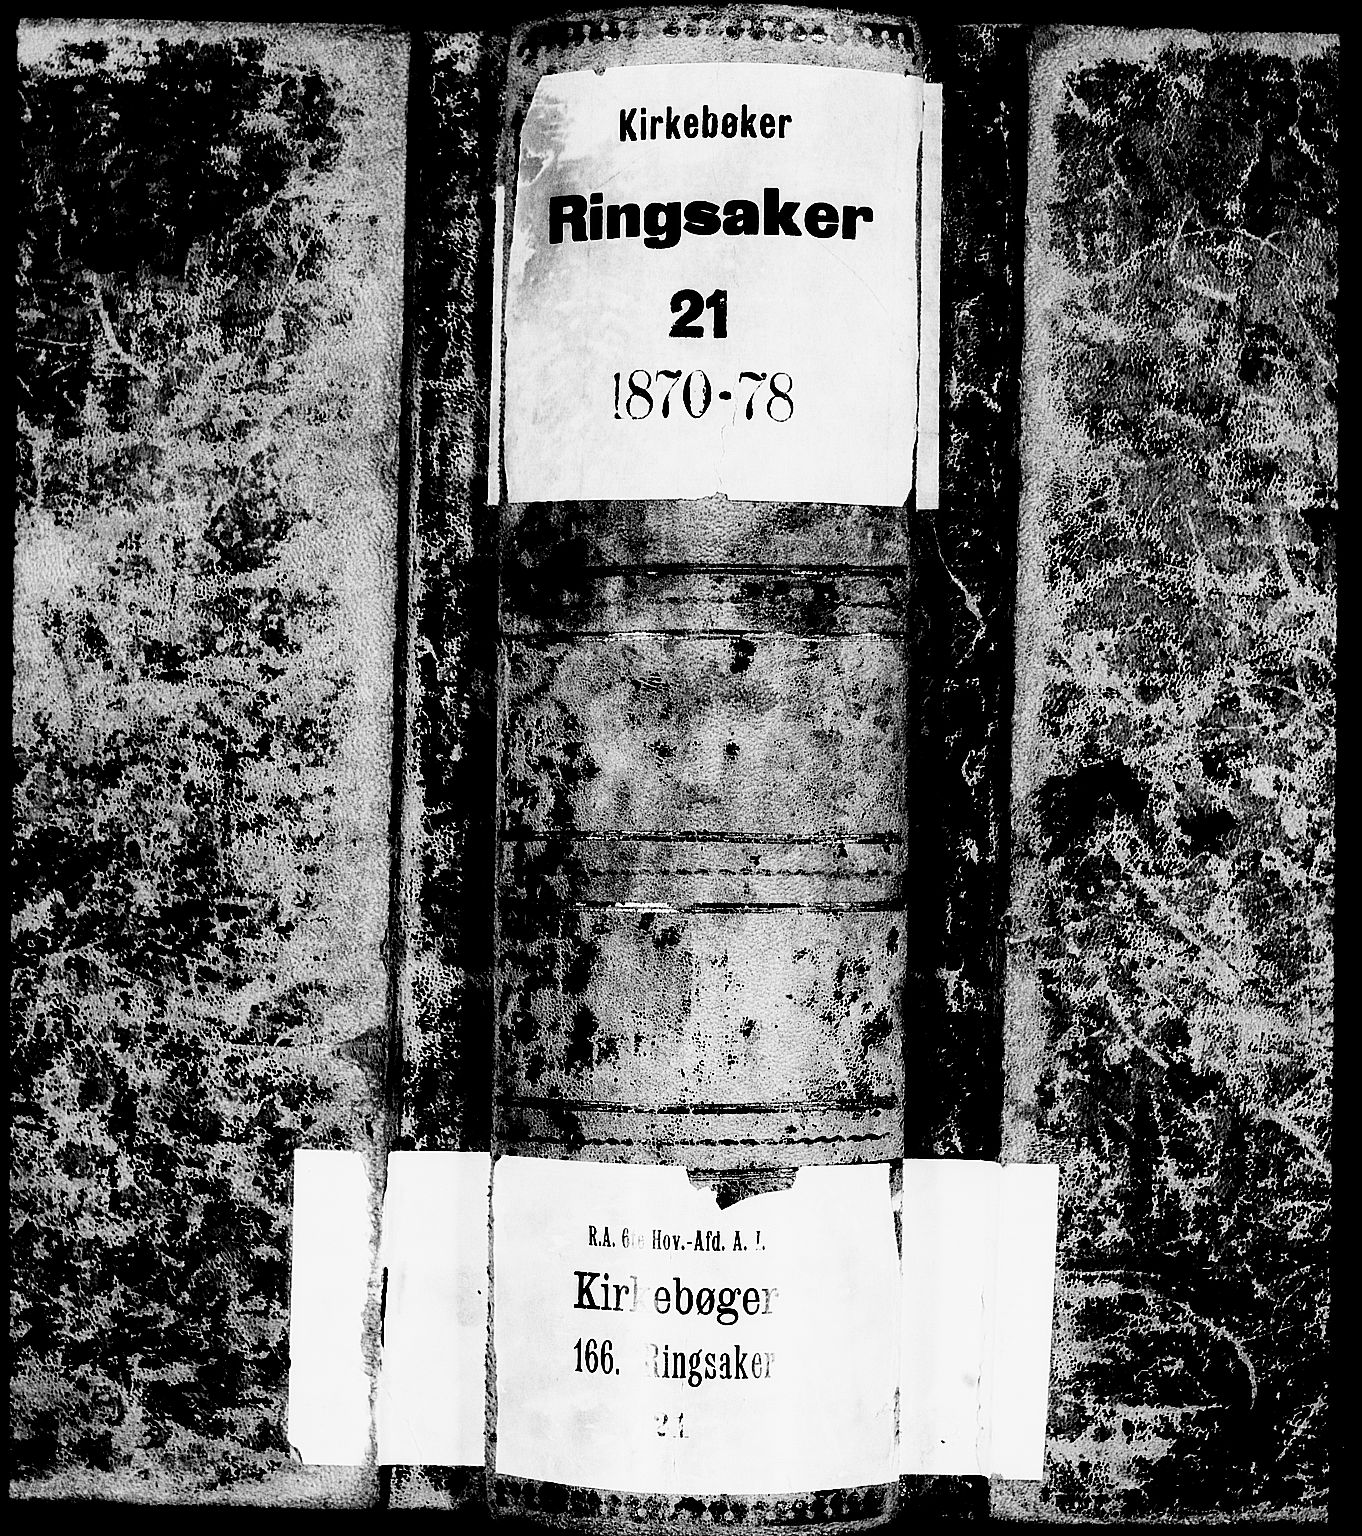 Kirkebøker
Ringsaker
21
1870-78
R.A. 6te Hov.-Afd. A. I.
Kirkebøger
166. Ringsaker
21